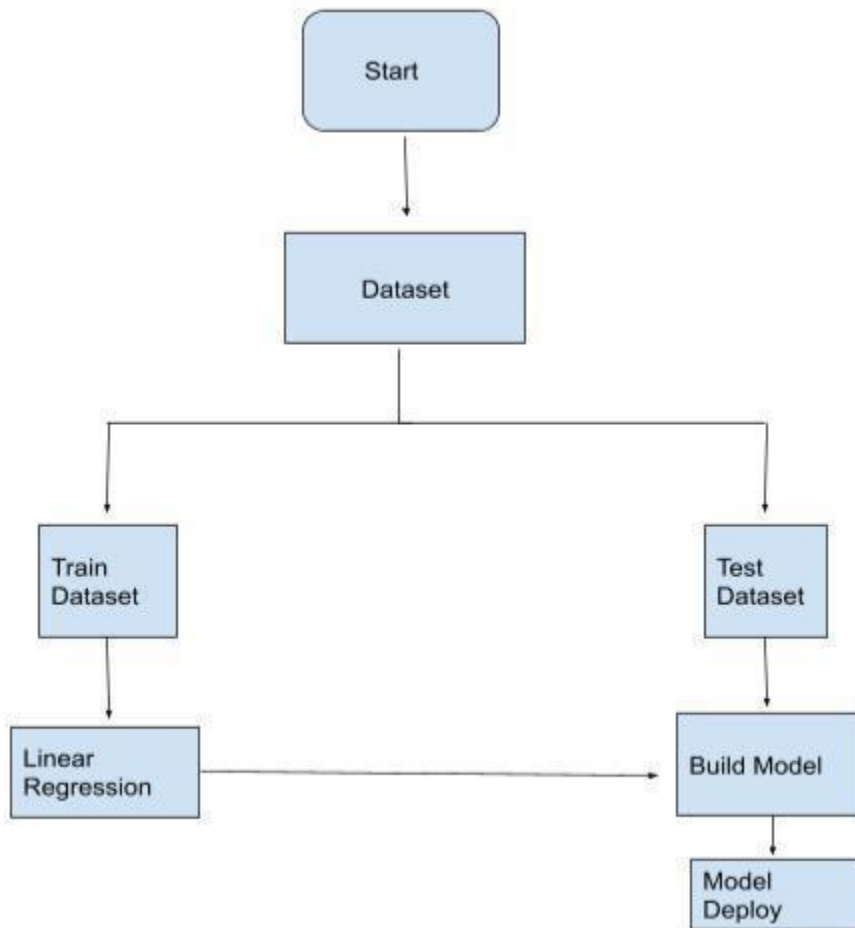 Start
Dataset
Train
Dataset
Test
Dataset
Linear
Regression
Build Model
Model
Deploy